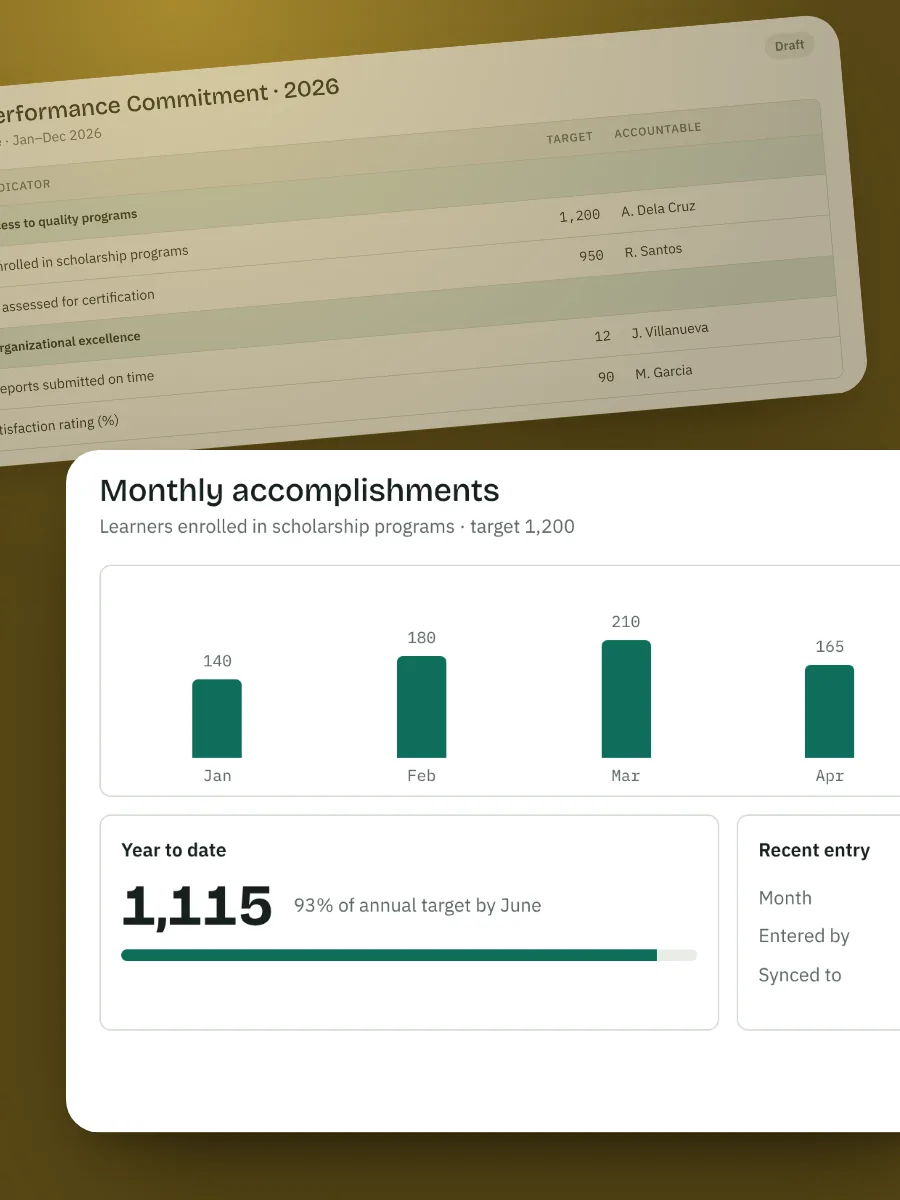 Draft
erformance Commitment · 2026
e · Jan–Dec 2026
DICATOR TARGET ACCOUNTABLE
ess to quality programs
nrolled in scholarship programs 1,200 A. Dela Cruz
assessed for certification 950 R. Santos
rganizational excellence
eports submitted on time 12 J. Villanueva
tisfaction rating (%) 90 M. Garcia
Monthly accomplishments
Learners enrolled in scholarship programs · target 1,200
140 180 210 165
Jan Feb Mar Apr
Year to date
1,115 93% of annual target by June
Recent entry
Month
Entered by
Synced to